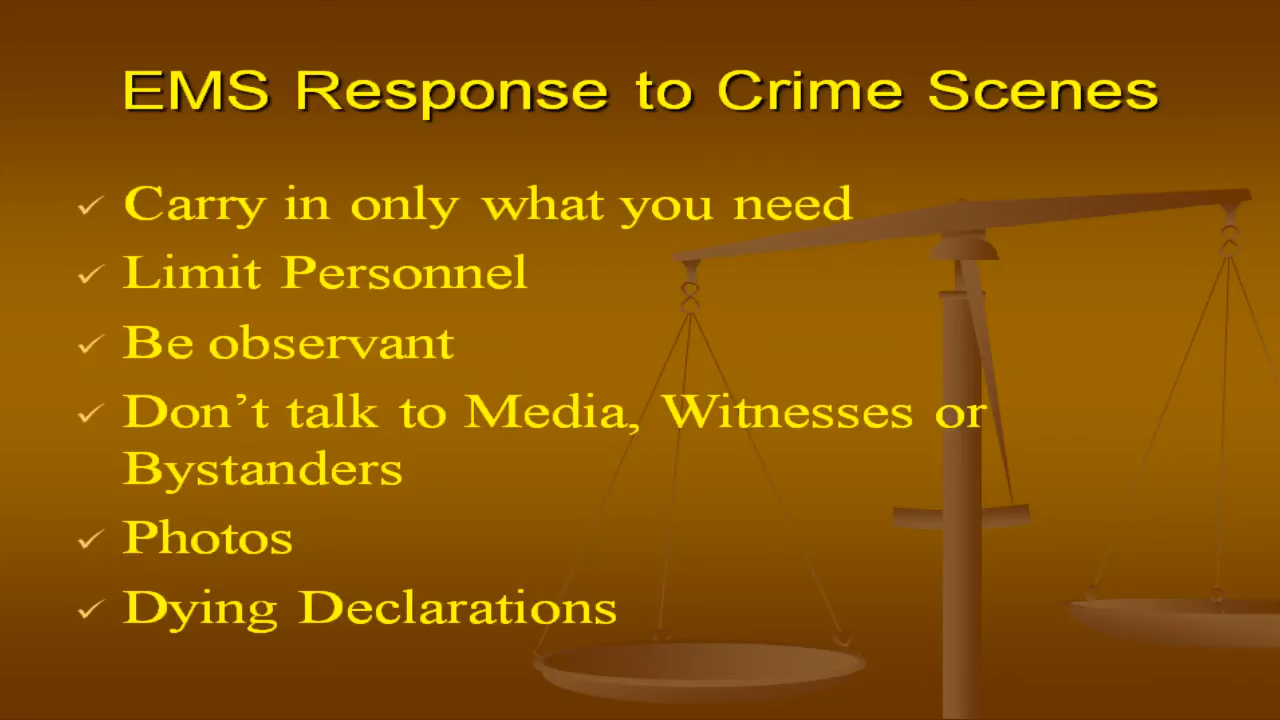 EMS Response to Crime Scenes
✓ Carry in only what you need
✓ Limit Personnel
✓ Be observant
✓ Don’t talk to Media, Witnesses or
Bystanders
✓ Photos
✓ Dying Declarations